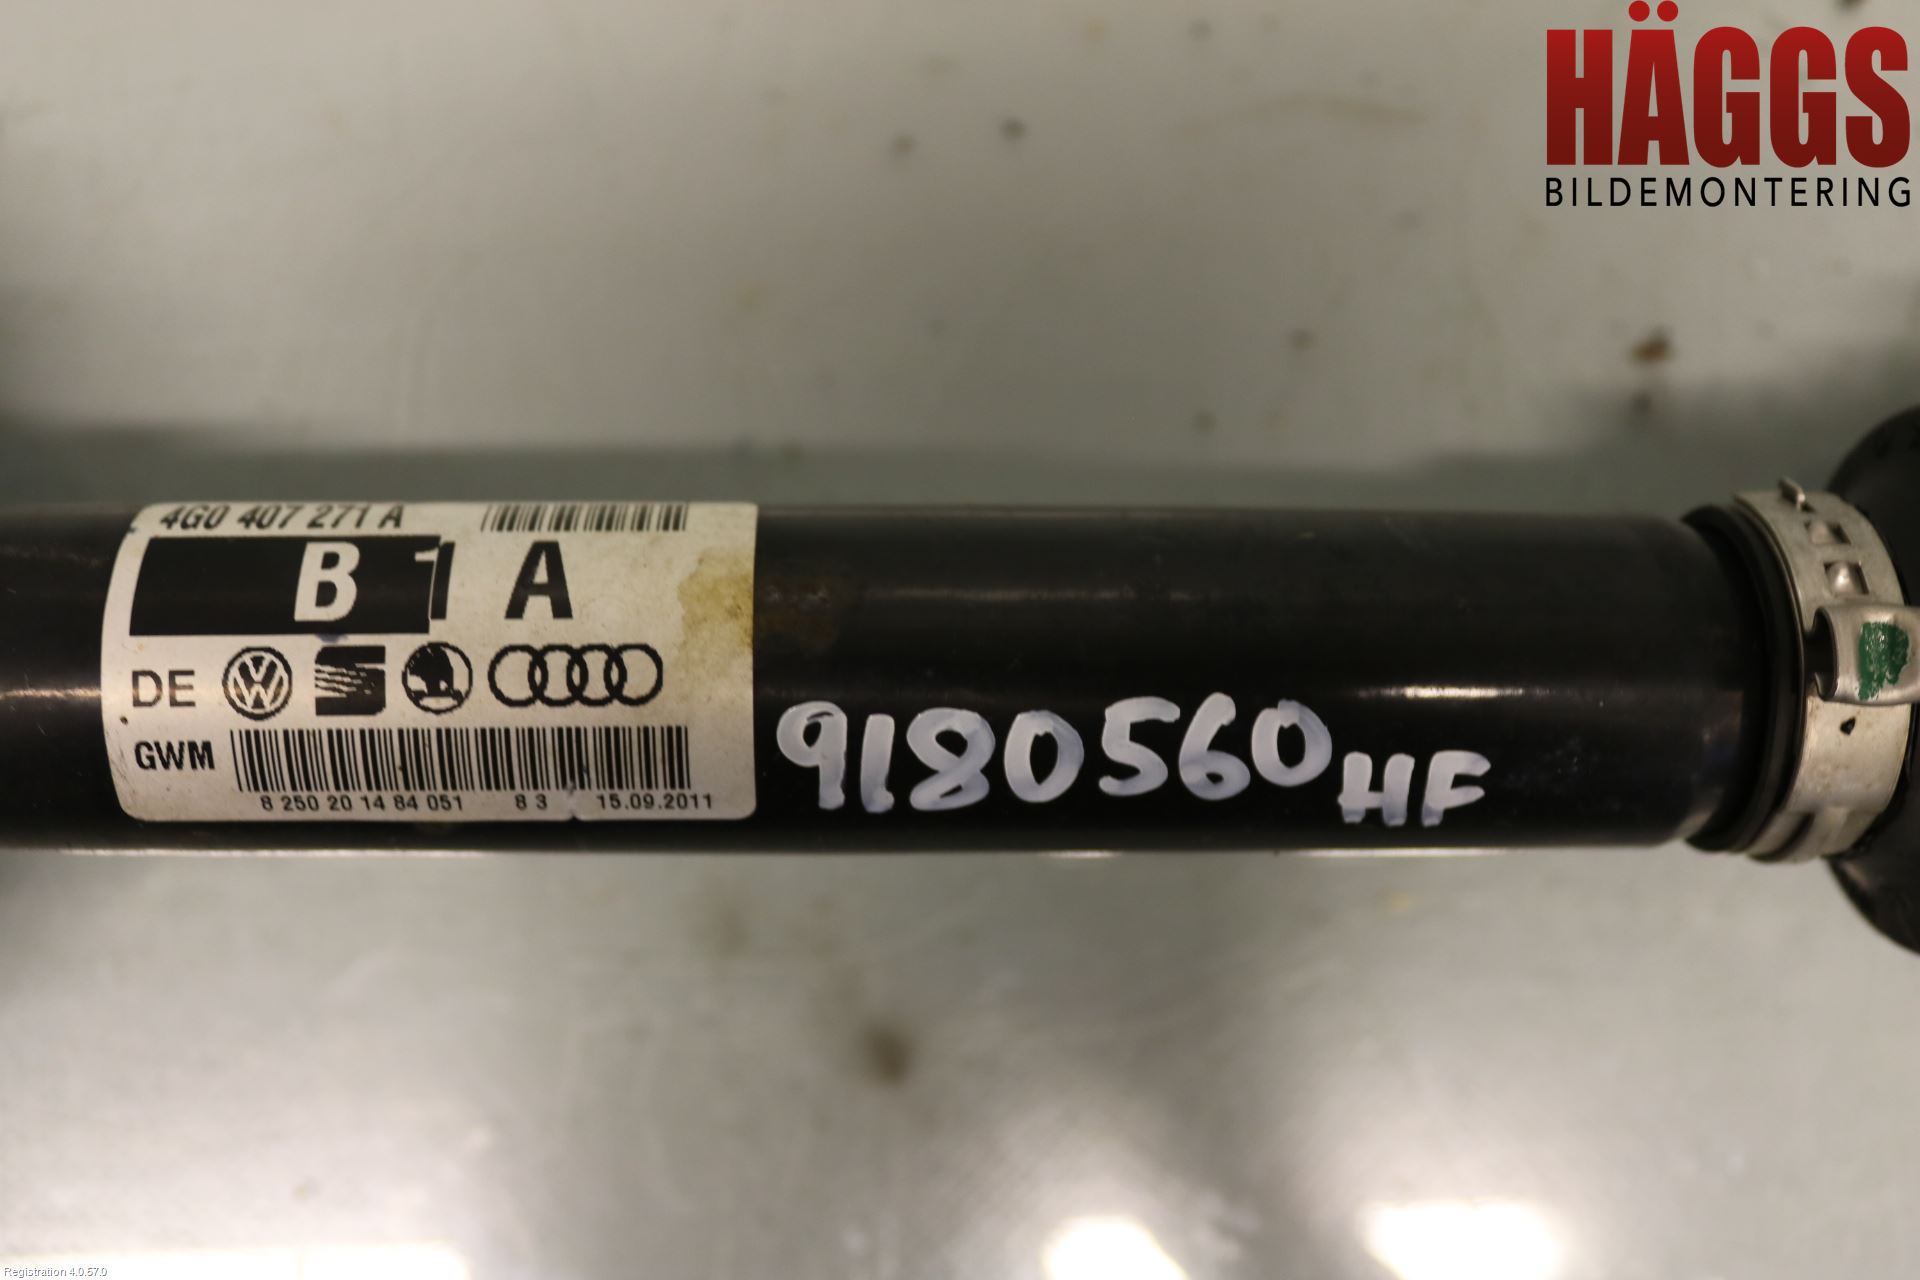 HÄGGS
BILDEMONTERING
4G0 407 271 A
B 1 A
DE
GWM
8 250 20 14 84 051 8 3 15.09.2011
9180560 HF
Registration 4.0.57.0